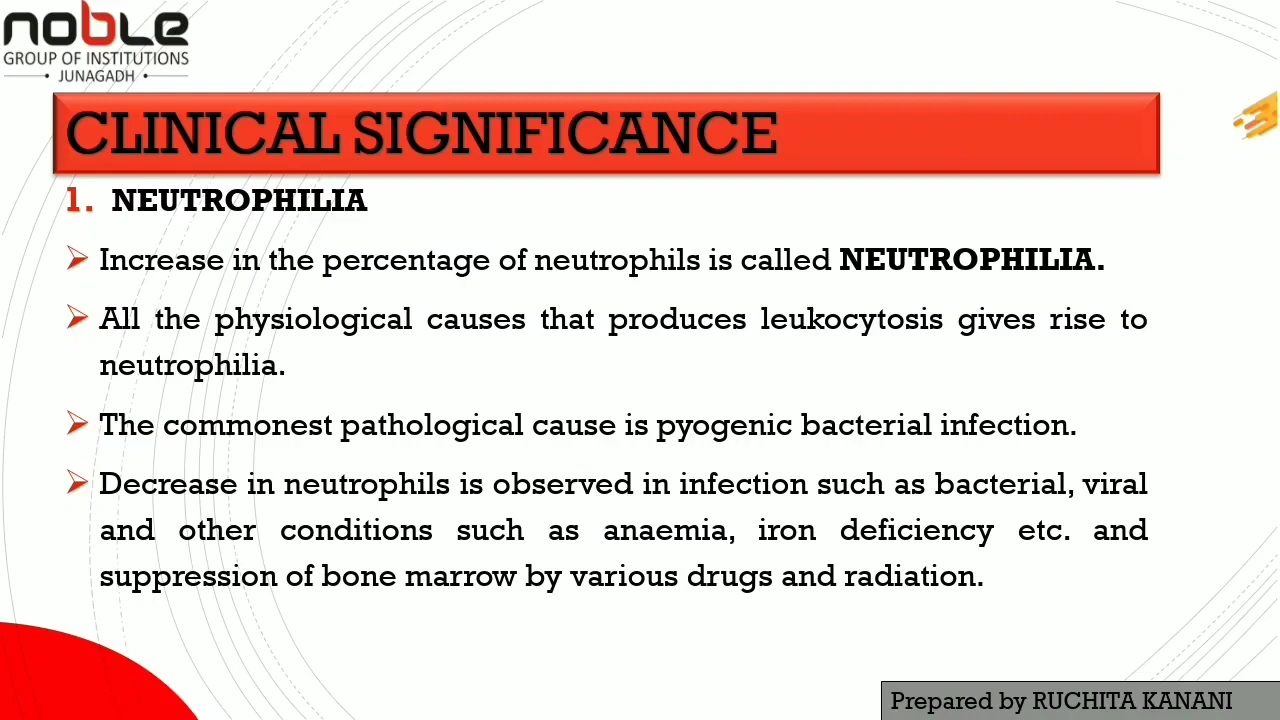 noble
GROUP OF INSTITUTIONS
• JUNAGADH •
CLINICAL SIGNIFICANCE
1. NEUTROPHILIA
Increase in the percentage of neutrophils is called NEUTROPHILIA.
All the physiological causes that produces leukocytosis gives rise to
neutrophilia.
The commonest pathological cause is pyogenic bacterial infection.
Decrease in neutrophils is observed in infection such as bacterial, viral
and other conditions such as anaemia, iron deficiency etc. and
suppression of bone marrow by various drugs and radiation.
Prepared by RUCHITA KANANI